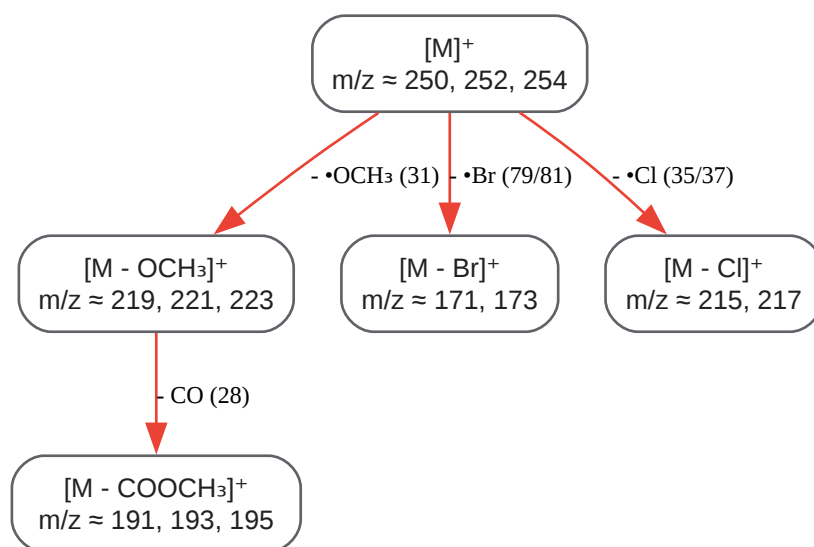 [M]⁺
m/z ≈ 250, 252, 254
- •OCH₃ (31)
- •Br (79/81)
- •Cl (35/37)
[M - OCH₃]⁺
m/z ≈ 219, 221, 223
[M - Br]⁺
m/z ≈ 171, 173
[M - Cl]⁺
m/z ≈ 215, 217
- CO (28)
[M - COOCH₃]⁺
m/z ≈ 191, 193, 195